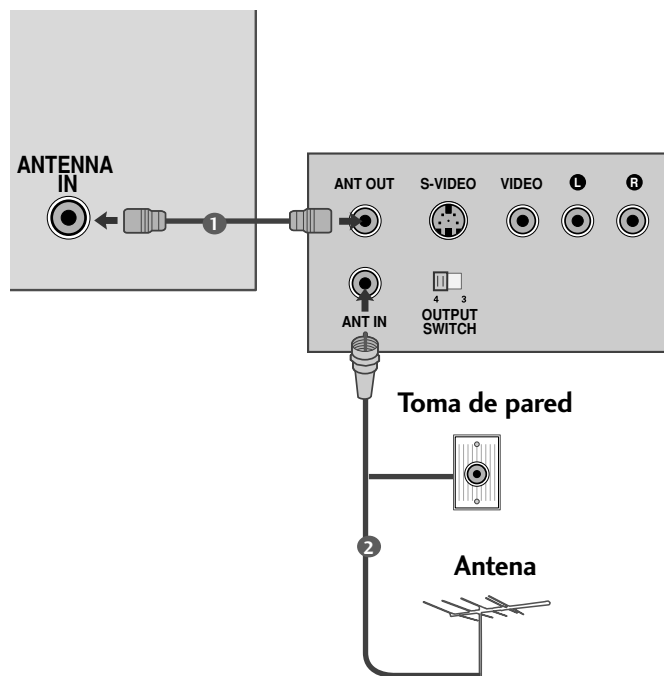 ANTENNA
IN
1
ANT OUT
S-VIDEO
VIDEO
L
R
ANT IN
4 3
OUTPUT
SWITCH
Toma de pared
2
Antena